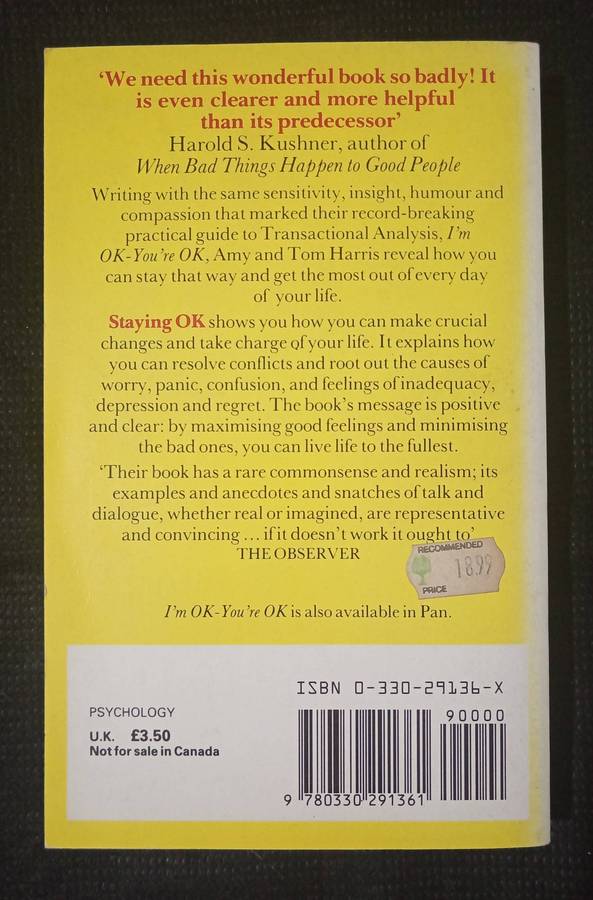 ‘We need this wonderful book so badly! It
is even clearer and more helpful
than its predecessor’
Harold S. Kushner, author of
When Bad Things Happen to Good People
Writing with the same sensitivity, insight, humour and
compassion that marked their record-breaking
practical guide to Transactional Analysis, I'm
OK-You're OK, Amy and Tom Harris reveal how you
can stay that way and get the most out of every day
of your life.
Staying OK shows you how you can make crucial
changes and take charge of your life. It explains how
you can resolve conflicts and root out the causes of
worry, panic, confusion, and feelings of inadequacy,
depression and regret. The book's message is positive
and clear: by maximising good feelings and minimising
the bad ones, you can live life to the fullest.
‘Their book has a rare commonsense and realism; its
examples and anecdotes and snatches of talk and
dialogue, whether real or imagined, are representative
and convincing ... if it doesn't work it ought to’
THE OBSERVER
RECOMMENDED
18.99
PRICE
I'm OK-You're OK is also available in Pan.
ISBN 0-330-29136-X
90000
PSYCHOLOGY
U.K. £3.50
Not for sale in Canada
9 780330 291361